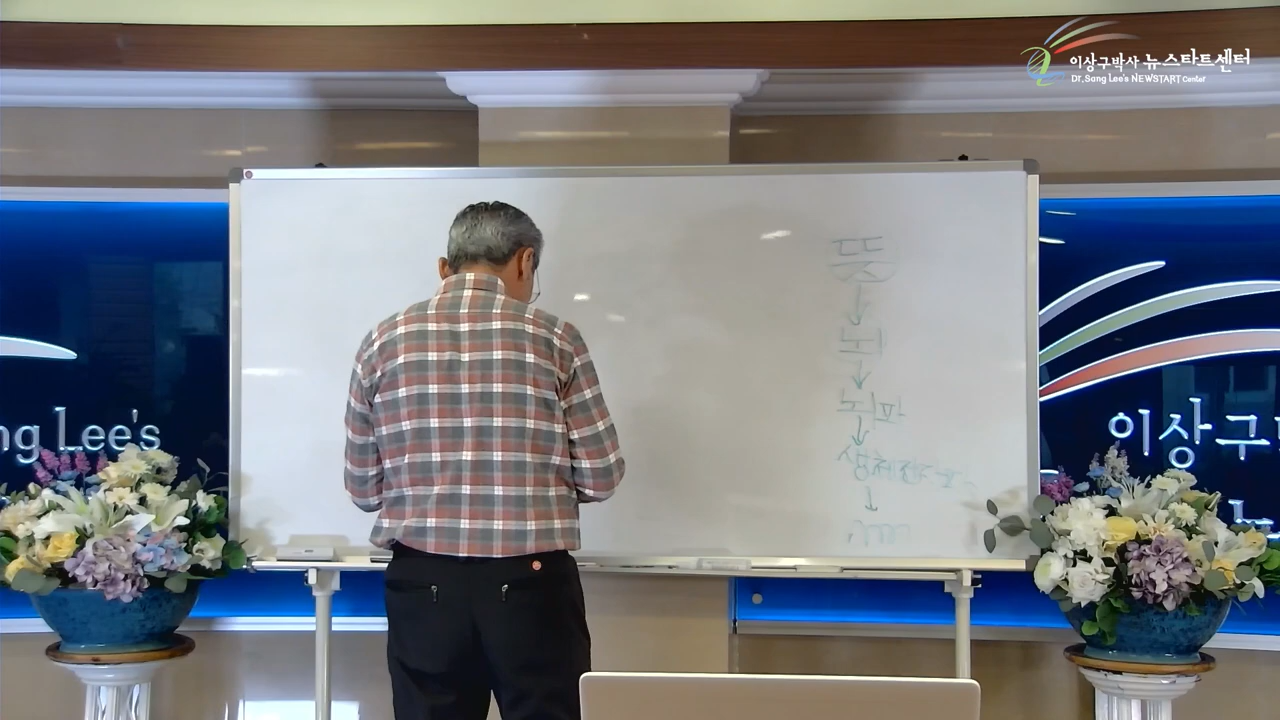 이상구박사 뉴스타트센터
Dr. Sang Lee's NEWSTART Center
뜻
↓
뇌
↓
뇌파
↓
↓
ng Lee's
이상구